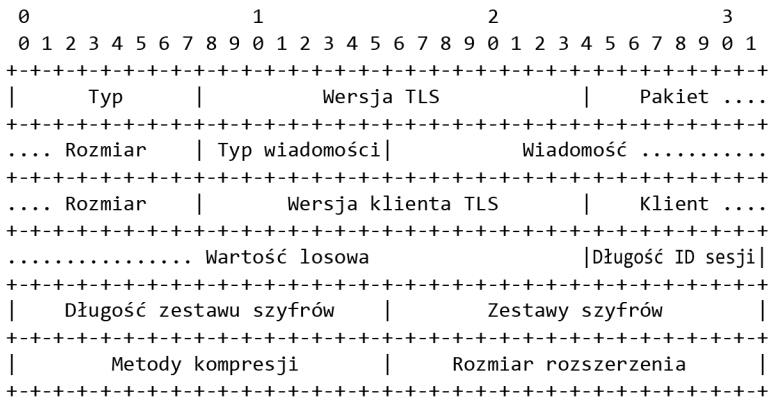 0                   1                   2                   3
0 1 2 3 4 5 6 7 8 9 0 1 2 3 4 5 6 7 8 9 0 1 2 3 4 5 6 7 8 9 0 1
+-+-+-+-+-+-+-+-+-+-+-+-+-+-+-+-+-+-+-+-+-+-+-+-+-+-+-+-+-+-+-+-+
| Typ | Wersja TLS | Pakiet ....
+-+-+-+-+-+-+-+-+-+-+-+-+-+-+-+-+-+-+-+-+-+-+-+-+-+-+-+-+-+-+-+-+
.... Rozmiar | Typ wiadomości| Wiadomość ...........
+-+-+-+-+-+-+-+-+-+-+-+-+-+-+-+-+-+-+-+-+-+-+-+-+-+-+-+-+-+-+-+-+
.... Rozmiar | Wersja klienta TLS | Klient ....
+-+-+-+-+-+-+-+-+-+-+-+-+-+-+-+-+-+-+-+-+-+-+-+-+-+-+-+-+-+-+-+-+
................ Wartość losowa |Długość ID sesji|
+-+-+-+-+-+-+-+-+-+-+-+-+-+-+-+-+-+-+-+-+-+-+-+-+-+-+-+-+-+-+-+-+
| Długość zestawu szyfrów | Zestawy szyfrów |
+-+-+-+-+-+-+-+-+-+-+-+-+-+-+-+-+-+-+-+-+-+-+-+-+-+-+-+-+-+-+-+-+
| Metody kompresji | Rozmiar rozszerzenia |
+-+-+-+-+-+-+-+-+-+-+-+-+-+-+-+-+-+-+-+-+-+-+-+-+-+-+-+-+-+-+-+-+